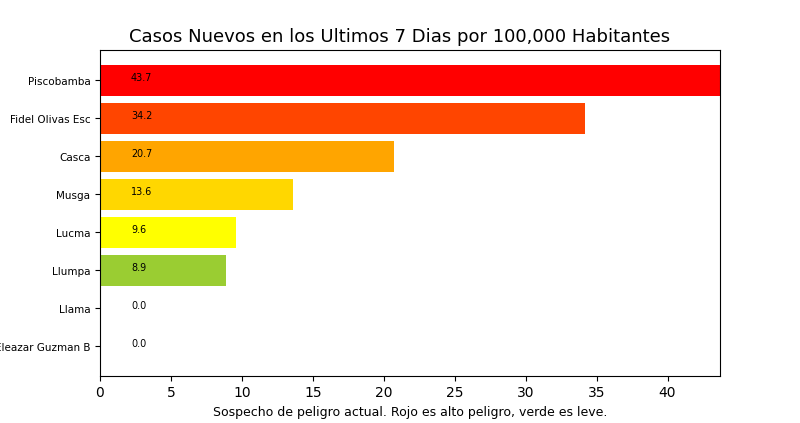 Casos Nuevos en los Ultimos 7 Dias por 100,000 Habitantes
Piscobamba 43.7
Fidel Olivas Esc 34.2
Casca 20.7
Musga 13.6
Lucma 9.6
Llumpa 8.9
Llama 0.0
Guzman B 0.0
0 5 10 15 20 25 30 35 40
Sospecho de peligro actual. Rojo es alto peligro, verde es leve.